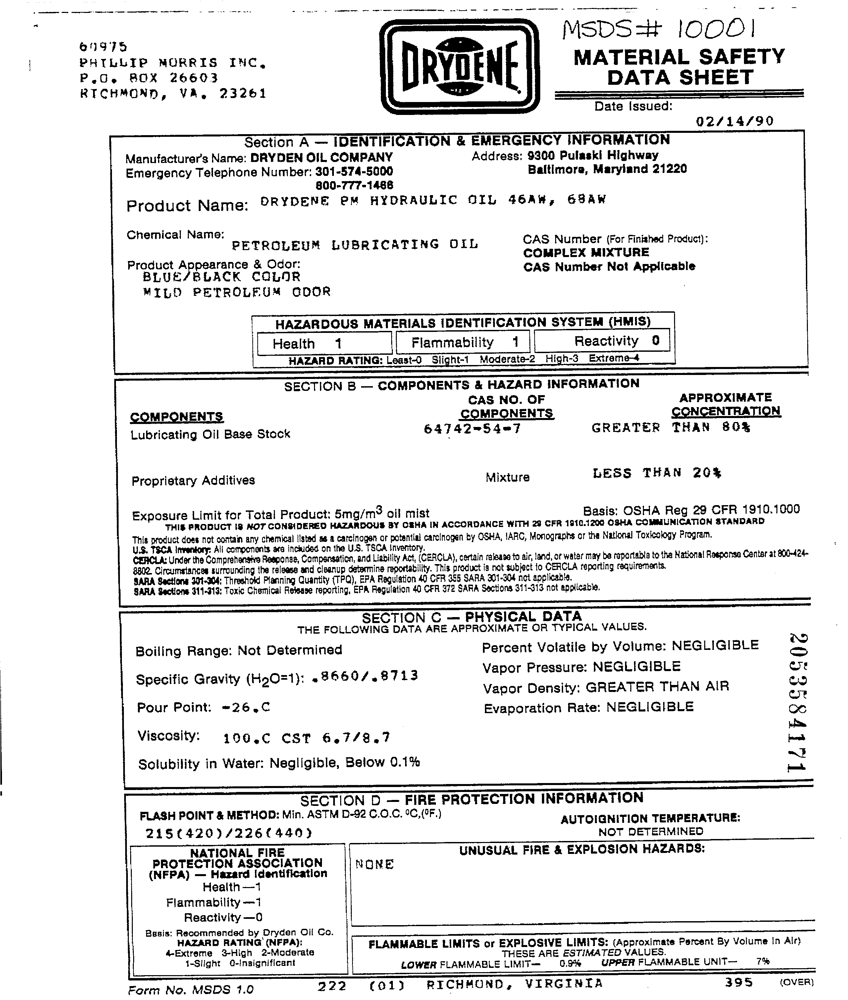 MSDS# 10001
60975
PHILLIP MORRIS INC.
P.O. BOX 26603
RICHMOND, VA. 23261
DRYDENE
MATERIAL SAFETY
DATA SHEET
Date Issued:
02/14/90
Section A — IDENTIFICATION & EMERGENCY INFORMATION
Manufacturer's Name: DRYDEN OIL COMPANY Address: 9300 Pulaski Highway
Emergency Telephone Number: 301-574-5000 Baltimore, Maryland 21220
800-777-1466
Product Name: DRYDENE PM HYDRAULIC OIL 46AW, 68AW
Chemical Name: PETROLEUM LUBRICATING OIL
CAS Number (For Finished Product):
COMPLEX MIXTURE
CAS Number Not Applicable
Product Appearance & Odor:
BLUE/BLACK COLOR
MILD PETROLEUM ODOR
HAZARDOUS MATERIALS IDENTIFICATION SYSTEM (HMIS)
Health 1 Flammability 1 Reactivity 0
HAZARD RATING: Least-0 Slight-1 Moderate-2 High-3 Extreme-4
SECTION B — COMPONENTS & HAZARD INFORMATION
COMPONENTS CAS NO. OF COMPONENTS APPROXIMATE CONCENTRATION
Lubricating Oil Base Stock 64742-54-7 GREATER THAN 80%
Proprietary Additives Mixture LESS THAN 20%
Exposure Limit for Total Product: 5mg/m³ oil mist Basis: OSHA Reg 29 CFR 1910.1000
THIS PRODUCT IS NOT CONSIDERED HAZARDOUS BY OSHA IN ACCORDANCE WITH 29 CFR 1910.1200 OSHA COMMUNICATION STANDARD
This product does not contain any chemical listed as a carcinogen or potential carcinogen by OSHA, IARC, Monographs or the National Toxicology Program.
U.S. TSCA Inventory: All components are included on the U.S. TSCA Inventory.
CERCLA: Under the Comprehensive Response, Compensation, and Liability Act, (CERCLA), certain release to air, land, or water may be reportable to the National Response Center at 800-424-
8802. Circumstances surrounding the release and cleanup determine reportability. This product is not subject to CERCLA reporting requirements.
SARA Sections 301-304: Threshold Planning Quantity (TPQ), EPA Regulation 40 CFR 355 SARA 301-304 not applicable.
SARA Sections 311-313: Toxic Chemical Release reporting, EPA Regulation 40 CFR 372 SARA Sections 311-313 not applicable.
SECTION C — PHYSICAL DATA
THE FOLLOWING DATA ARE APPROXIMATE OR TYPICAL VALUES.
Boiling Range: Not Determined
Specific Gravity (H₂O=1): .8660/.8713
Pour Point: -26.C
Viscosity: 100.C CST 6.7/8.7
Solubility in Water: Negligible, Below 0.1%
Percent Volatile by Volume: NEGLIGIBLE
Vapor Pressure: NEGLIGIBLE
Vapor Density: GREATER THAN AIR
Evaporation Rate: NEGLIGIBLE
2053584171
SECTION D — FIRE PROTECTION INFORMATION
FLASH POINT & METHOD: Min. ASTM D-92 C.O.C. °C,(°F.)
215(420)/226(440)
AUTOIGNITION TEMPERATURE:
NOT DETERMINED
NATIONAL FIRE
PROTECTION ASSOCIATION
(NFPA) — Hazard Identification
Health—1
Flammability—1
Reactivity—0
Basis: Recommended by Dryden Oil Co.
HAZARD RATING (NFPA):
4-Extreme 3-High 2-Moderate
1-Slight 0-Insignificant
UNUSUAL FIRE & EXPLOSION HAZARDS:
NONE
FLAMMABLE LIMITS or EXPLOSIVE LIMITS: (Approximate Percent By Volume In Air)
THESE ARE ESTIMATED VALUES.
LOWER FLAMMABLE LIMIT— 0.9% UPPER FLAMMABLE UNIT— 7%
Form No. MSDS 1.0 222 (01) RICHMOND, VIRGINIA 395 (OVER)